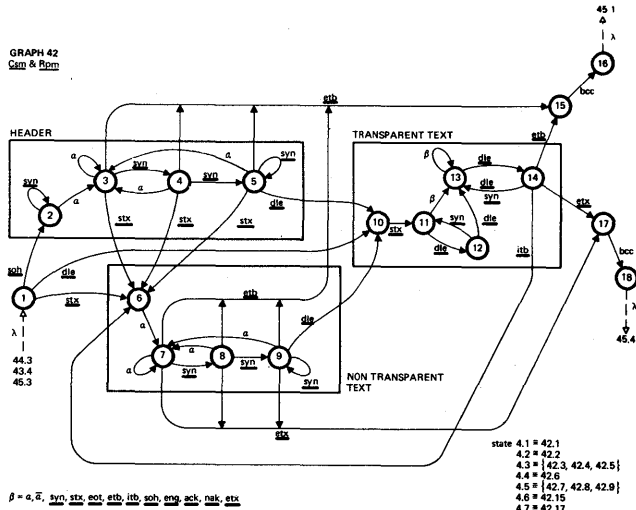 GRAPH 42
Csm & Rpm
45.1
λ
16
bcc
15
etb
HEADER
TRANSPARENT TEXT
α
syn
α
syn
α
syn
3
4
5
2
syn
α
stx
stx
stx
dle
β
dle
dle
syn
13
14
etb
etx
β
syn
dle
10
stx
11
dle
12
itb
17
bcc
18
λ
45.4
soh
dle
stx
1
λ
44.3
43.4
45.3
6
α
etb
dle
α
α
7
8
9
α
syn
syn
syn
NON TRANSPARENT
TEXT
etx
state 4.1 ≡ 42.1
4.2 ≡ 42.2
4.3 ≡ {42.3, 42.4, 42.5}
4.4 ≡ 42.6
4.5 ≡ {42.7, 42.8, 42.9}
4.6 ≡ 42.15
4.7 ≡ 42.17
β = α, α̅, syn, stx, eot, etb, itb, soh, enq, ack, nak, etx